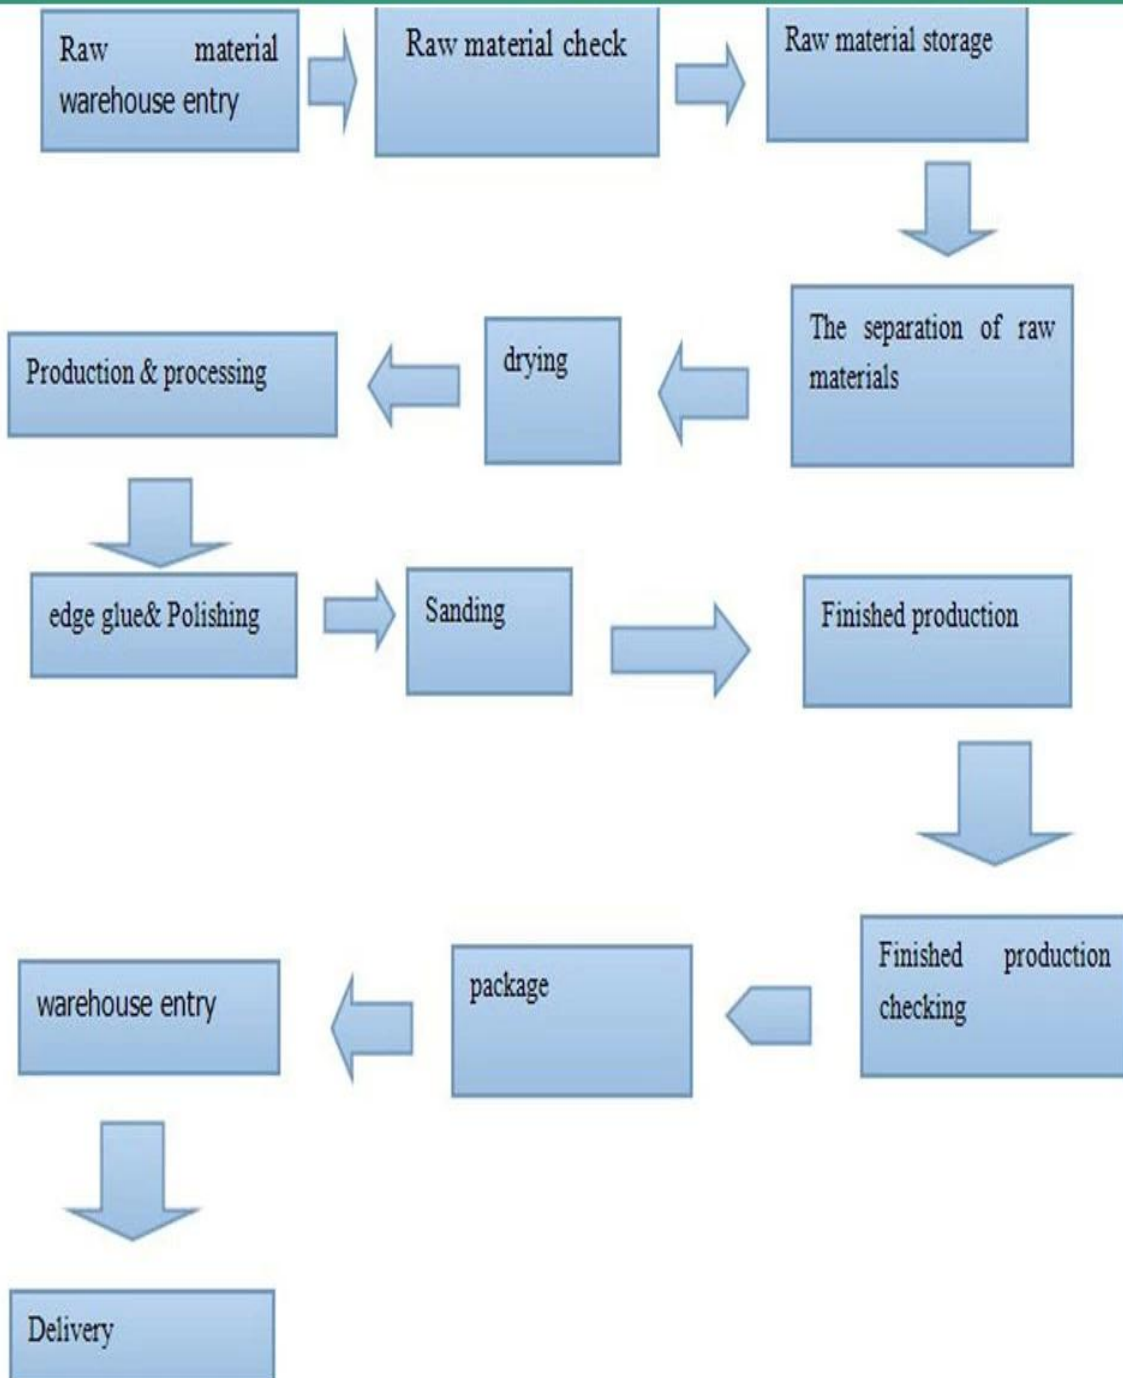 Raw material
warehouse entry
Raw material check
Raw material storage
The separation of raw
materials
drying
Production & processing
edge glue& Polishing
Sanding
Finished production
Finished production
checking
package
warehouse entry
Delivery